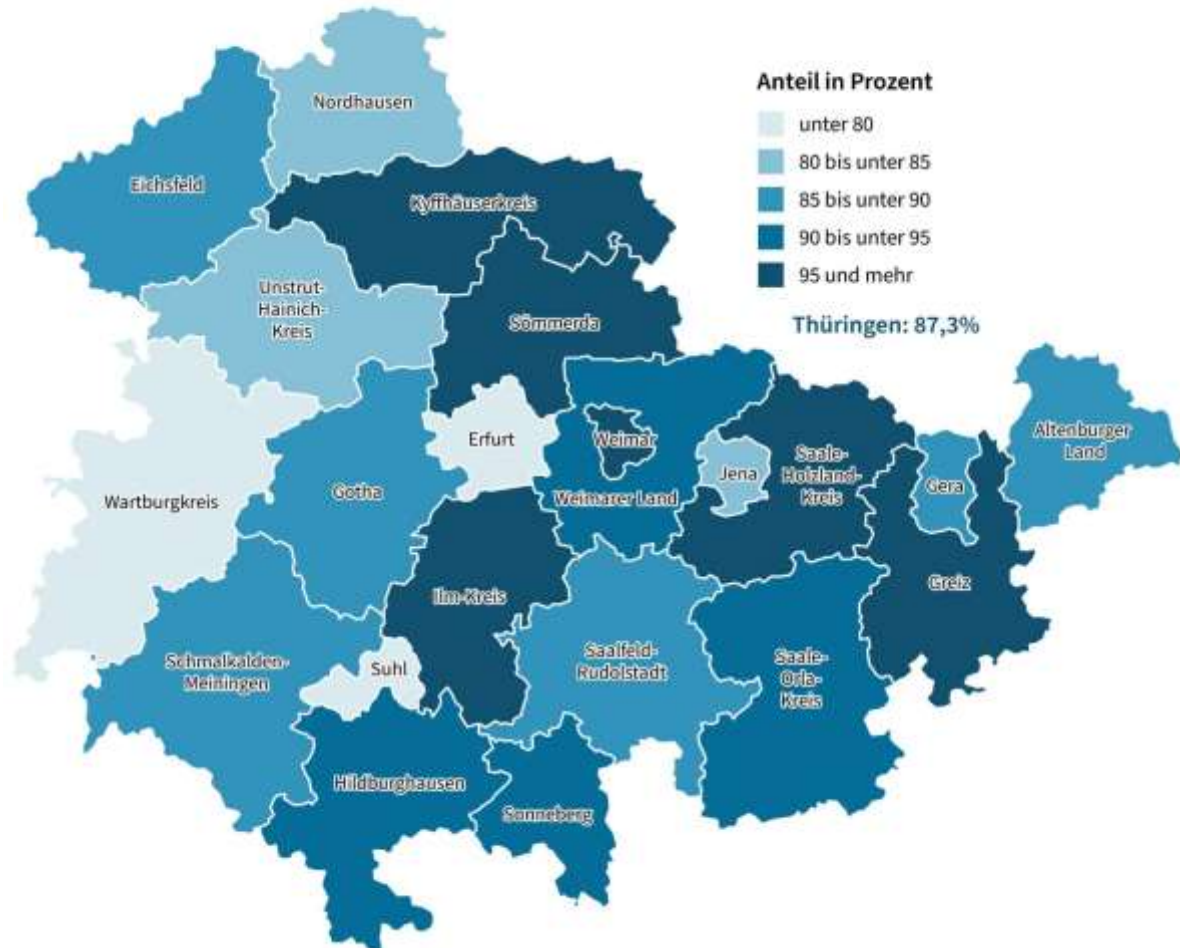 Nordhausen
Anteil in Prozent
unter 80
80 bis unter 85
85 bis unter 90
90 bis unter 95
95 und mehr
Thüringen: 87,3%
Eichsfeld
Kyffhäuserkreis
Unstrut-
Hainich-
Kreis
Sömmerda
Altenburger
Land
Erfurt
Weimar
Saale-
Holzland-
Kreis
Jena
Gera
Gotha
Wartburgkreis
Weimarer Land
Greiz
Ilm-Kreis
Schmalkalden-
Meiningen
Suhl
Saalfeld-
Rudolstadt
Saale-
Orla-
Kreis
Hildburghausen
Sonneberg